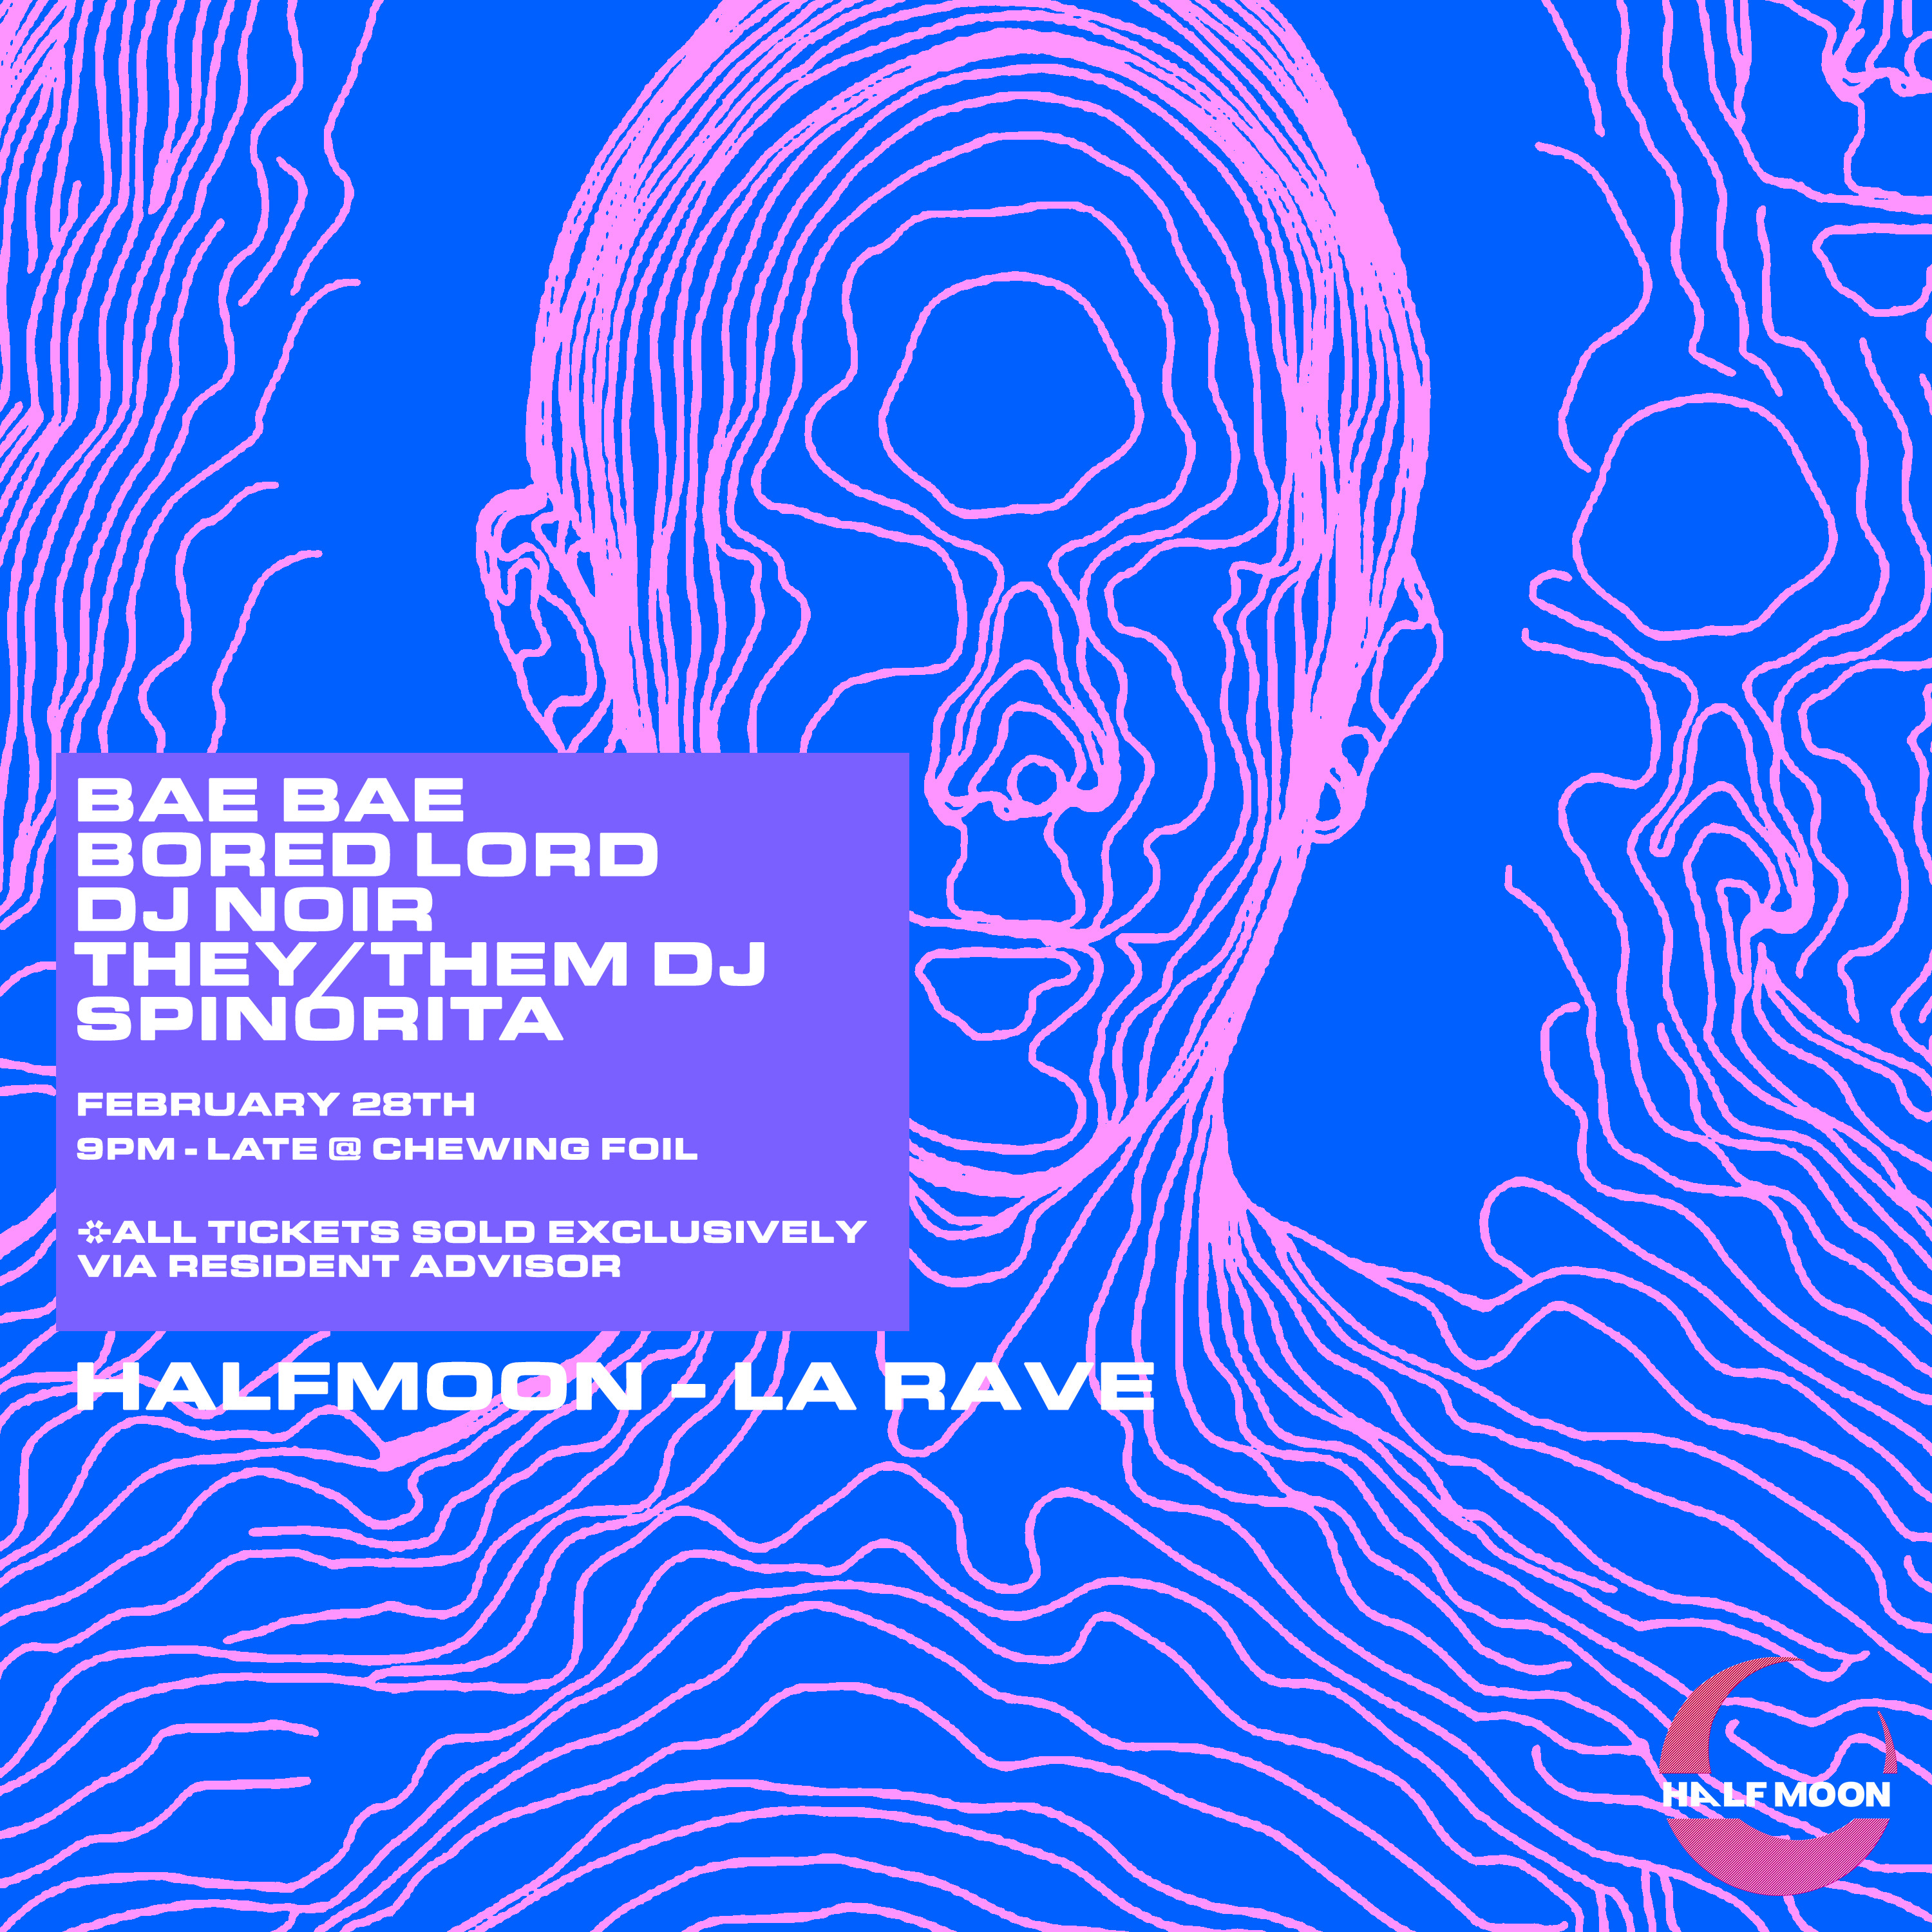 BAE BAE
BORED LORD
DJ NOIR
THEY/THEM DJ
SPINORITA
FEBRUARY 28TH
9PM - LATE @ CHEWING FOIL
✲ALL TICKETS SOLD EXCLUSIVELY
VIA RESIDENT ADVISOR
HALFMOON - LA RAVE
HALF MOON